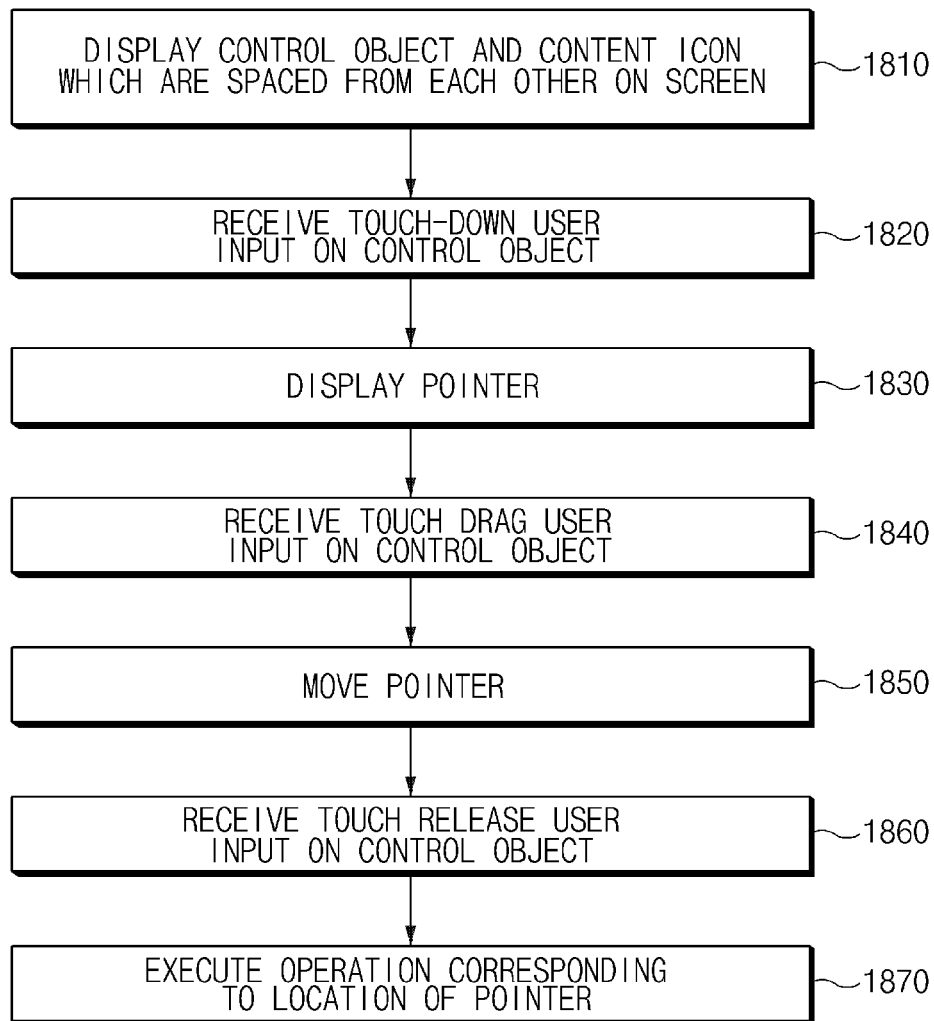 DISPLAY CONTROL OBJECT AND CONTENT ICON
WHICH ARE SPACED FROM EACH OTHER ON SCREEN
1810
RECEIVE TOUCH-DOWN USER
INPUT ON CONTROL OBJECT
1820
DISPLAY POINTER
1830
RECEIVE TOUCH DRAG USER
INPUT ON CONTROL OBJECT
1840
MOVE POINTER
1850
RECEIVE TOUCH RELEASE USER
INPUT ON CONTROL OBJECT
1860
EXECUTE OPERATION CORRESPONDING
TO LOCATION OF POINTER
1870